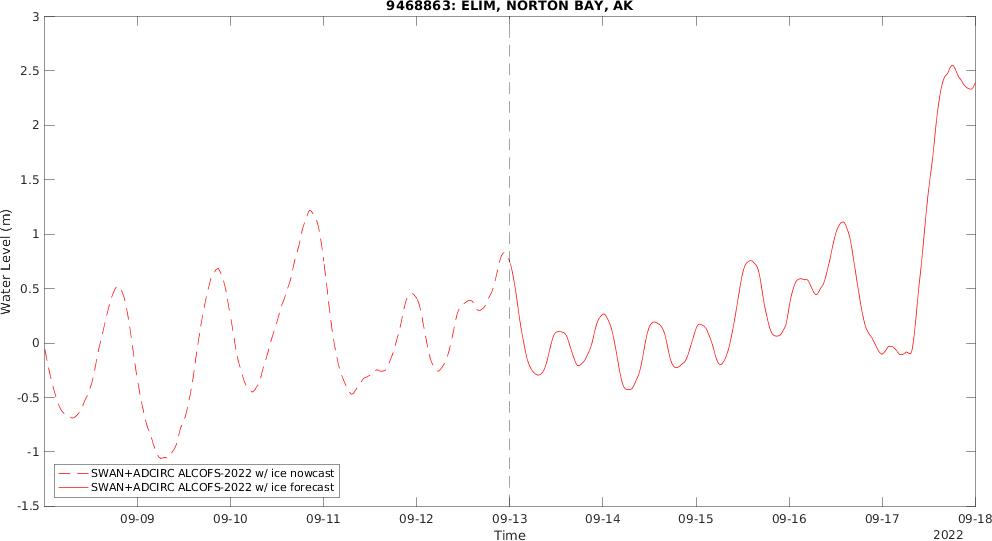 9468863: ELIM, NORTON BAY, AK
3
2.5
2
1.5
1
0.5
0
-0.5
-1
-1.5
Water Level (m)
SWAN+ADCIRC ALCOFS-2022 w/ ice nowcast
SWAN+ADCIRC ALCOFS-2022 w/ ice forecast
09-09 09-10 09-11 09-12 09-13 09-14 09-15 09-16 09-17 09-18
Time
2022